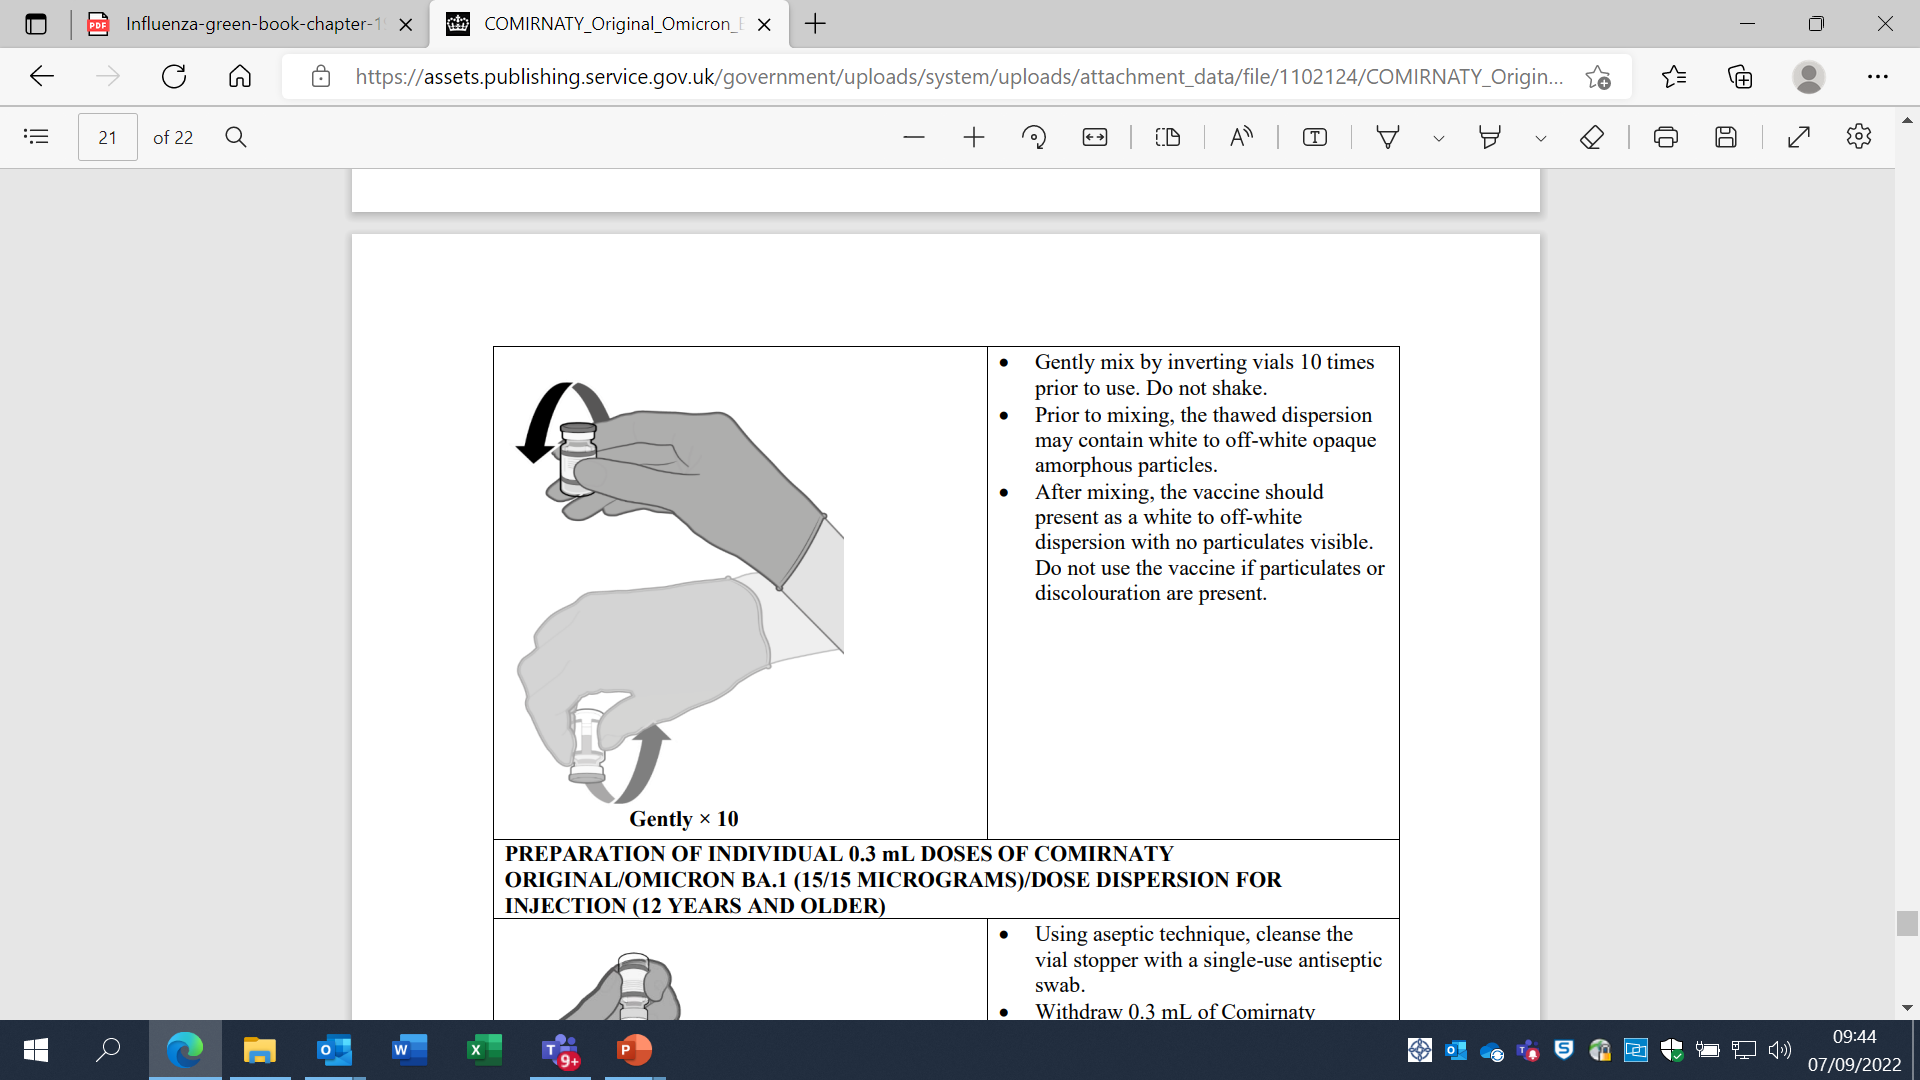 Influenza-green-book-chapter-1
COMIRNATY_Original_Omicron_
https://assets.publishing.service.gov.uk/government/uploads/system/uploads/attachment_data/file/1102124/COMIRNATY_Origin...
21 of 22
Gently mix by inverting vials 10 times
prior to use. Do not shake.
Prior to mixing, the thawed dispersion
may contain white to off-white opaque
amorphous particles.
After mixing, the vaccine should
present as a white to off-white
dispersion with no particulates visible.
Do not use the vaccine if particulates or
discolouration are present.
Gently × 10
PREPARATION OF INDIVIDUAL 0.3 mL DOSES OF COMIRNATY
ORIGINAL/OMICRON BA.1 (15/15 MICROGRAMS)/DOSE DISPERSION FOR
INJECTION (12 YEARS AND OLDER)
Using aseptic technique, cleanse the
vial stopper with a single-use antiseptic
swab.
Withdraw 0.3 mL of Comirnaty
9+
09:44
07/09/2022